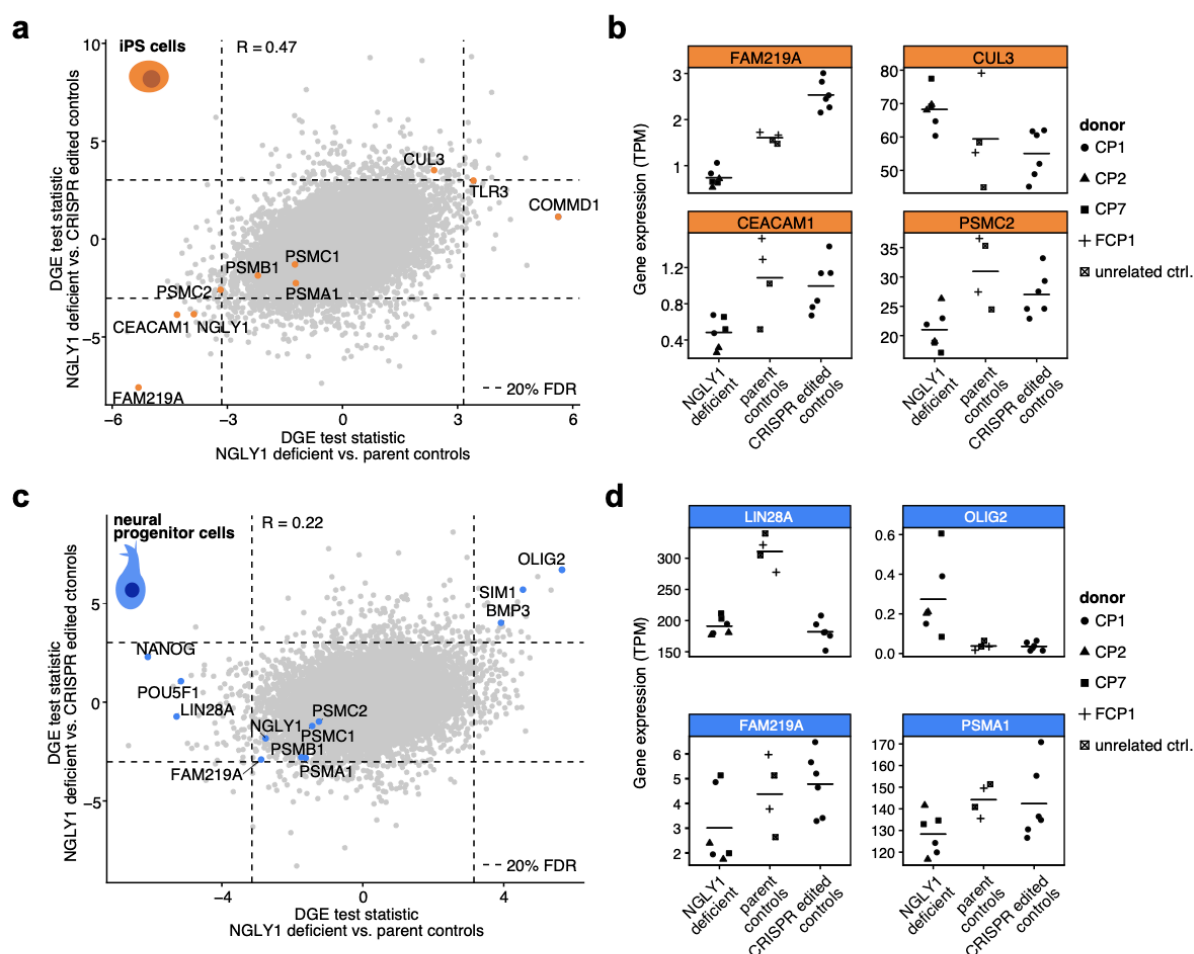 a
iPS cells
R = 0.47
10
5
0
−5
CUL3
TLR3
COMMD1
PSMC1
PSMB1
PSMA1
PSMC2
CEACAM1
NGLY1
FAM219A
20% FDR
−6
−3
0
3
6
DGE test statistic
NGLY1 deficient vs. parent controls
DGE test statistic
NGLY1 deficient vs. CRISPR edited controls
b
FAM219A
CUL3
3
2
1
80
70
60
50
CEACAM1
PSMC2
1.2
0.8
0.4
35
30
25
20
Gene expression (TPM)
NGLY1
deficient
parent
controls
CRISPR edited
controls
NGLY1
deficient
parent
controls
CRISPR edited
controls
donor
CP1
CP2
CP7
FCP1
unrelated ctrl.
c
neural
progenitor cells
R = 0.22
5
0
−5
OLIG2
SIM1
BMP3
NANOG
POU5F1
LIN28A
NGLY1
PSMC2
PSMC1
PSMB1
FAM219A
PSMA1
20% FDR
−4
0
4
DGE test statistic
NGLY1 deficient vs. parent controls
DGE test statistic
NGLY1 deficient vs. CRISPR edited ctontrols
d
LIN28A
OLIG2
300
250
200
150
0.6
0.4
0.2
0.0
FAM219A
PSMA1
6
5
4
3
2
170
160
150
140
130
120
Gene expression (TPM)
NGLY1
deficient
parent
controls
CRISPR edited
controls
NGLY1
deficient
parent
controls
CRISPR edited
controls
donor
CP1
CP2
CP7
FCP1
unrelated ctrl.